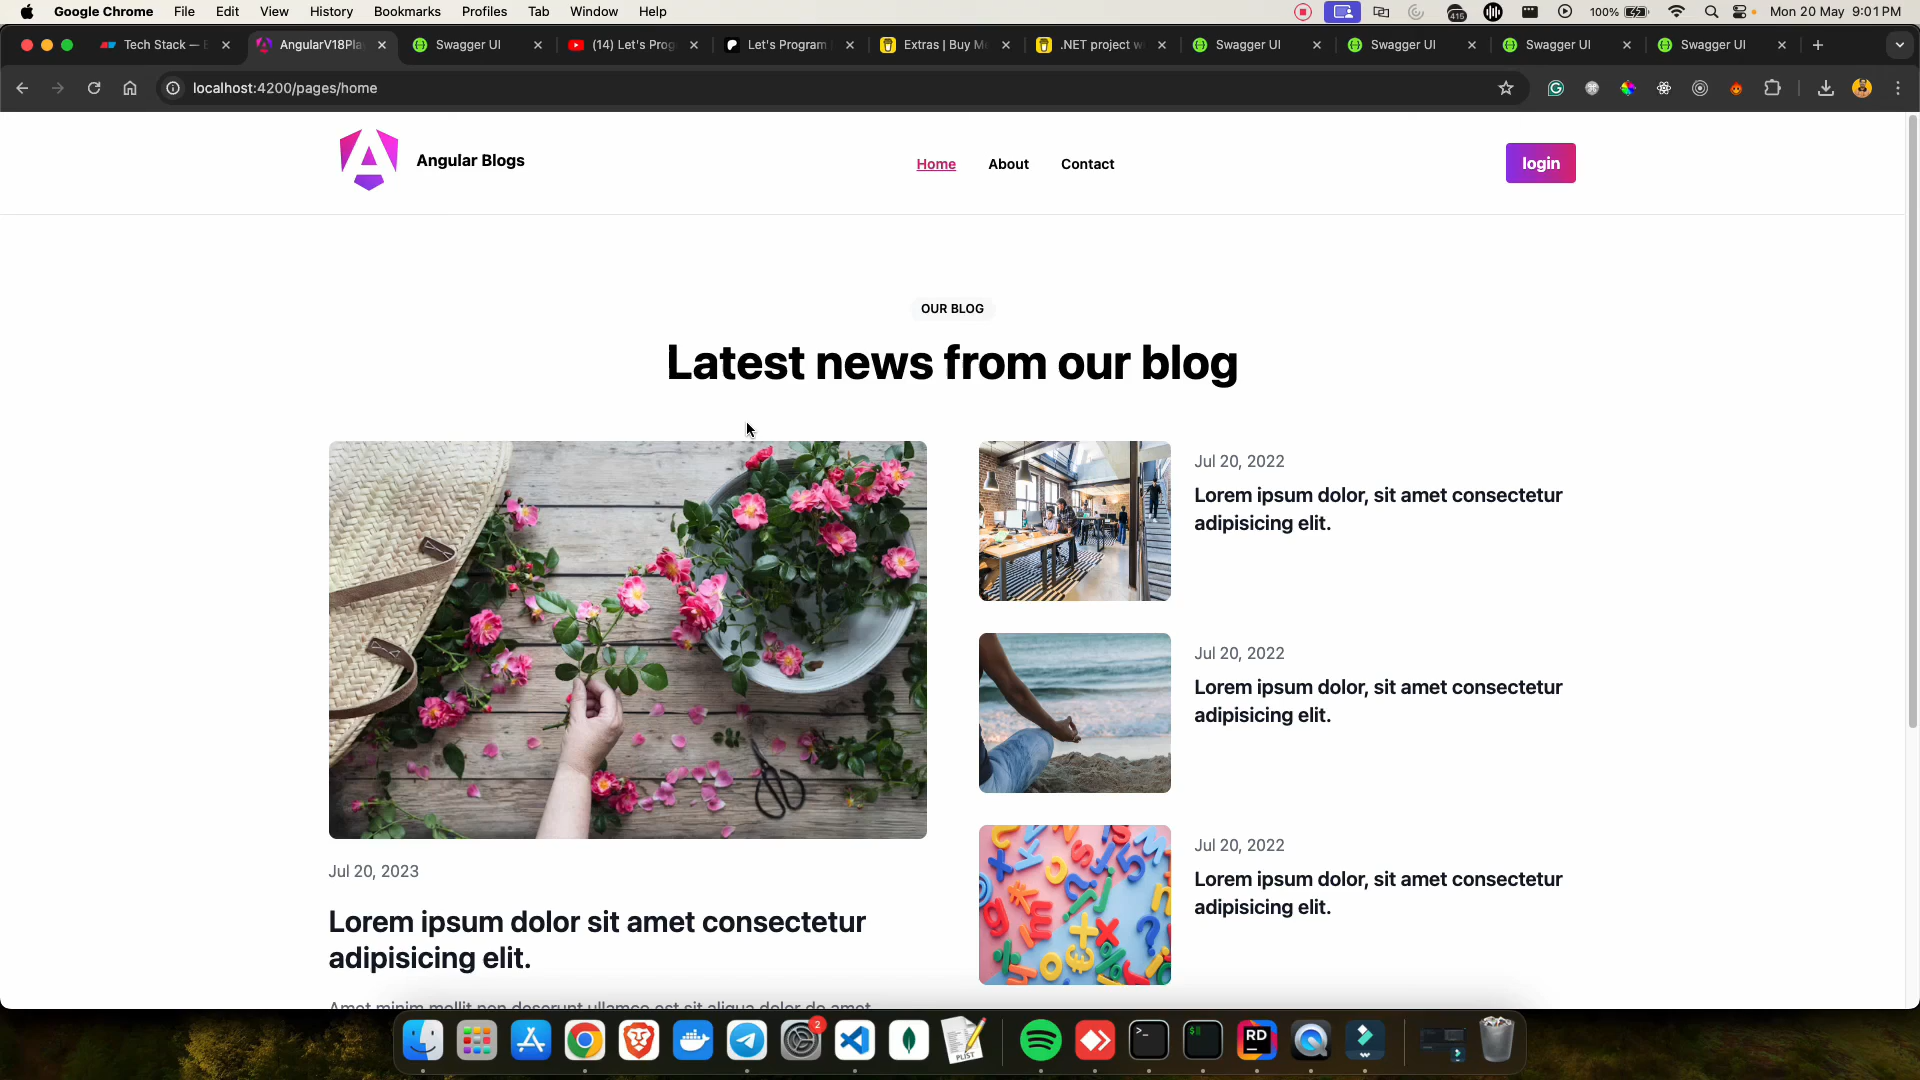 Google Chrome File Edit View History Bookmarks Profiles Tab Window Help 415 100% Mon 20 May 9:01 PM
Tech Stack — AngularV18Pla Swagger UI (14) Let's Prog Let's Program Extras | Buy M .NET project w Swagger UI Swagger UI Swagger UI Swagger UI
localhost:4200/pages/home
Angular Blogs Home About Contact login
OUR BLOG
Latest news from our blog
Jul 20, 2022
Lorem ipsum dolor, sit amet consectetur
adipisicing elit.
Jul 20, 2022
Lorem ipsum dolor, sit amet consectetur
adipisicing elit.
Jul 20, 2022
Lorem ipsum dolor, sit amet consectetur
adipisicing elit.
Jul 20, 2023
Lorem ipsum dolor sit amet consectetur
adipisicing elit.
Amet minim mollit non deserunt ullamco est sit aliqua dolor do amet
2
PLIST
RD